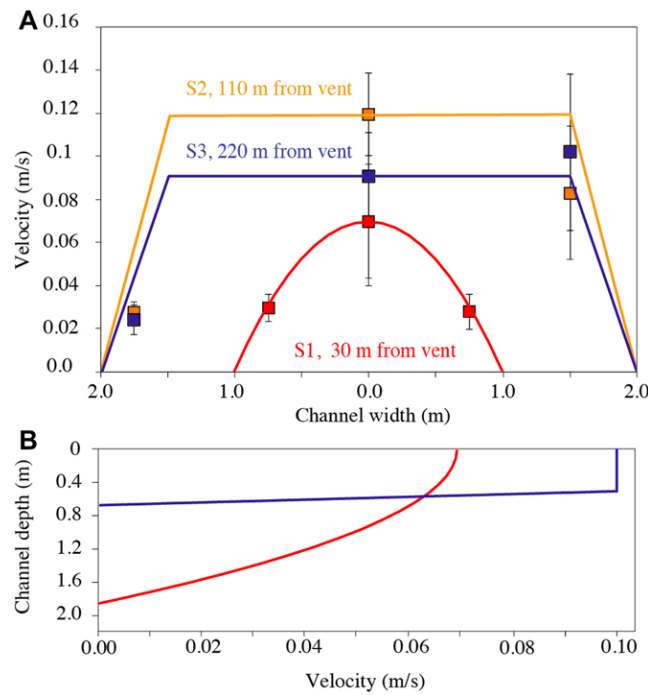 A
0.16
0.14
0.12
0.1
0.08
0.06
0.04
0.02
0.0
Velocity (m/s)
S2, 110 m from vent
S3, 220 m from vent
S1, 30 m from vent
2.0 1.0 0.0 1.0 2.0
Channel width (m)
B
0
0.4
0.8
1.2
1.6
2.0
Channel depth (m)
0.00 0.02 0.04 0.06 0.08 0.10
Velocity (m/s)